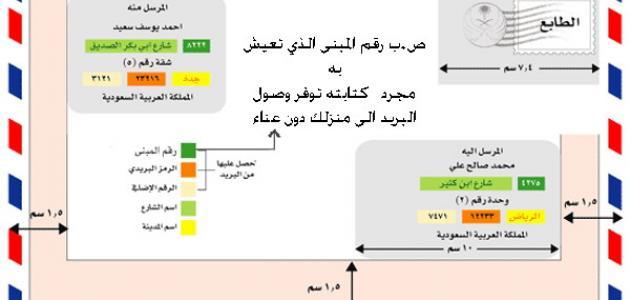 المرسل منه
احمد يوسف سعيد
٨٢٢٢ شارع ابي بكر الصديق
شقة رقم (٥)
جدة ٢٣٢١٦ ٣١٢١
المملكة العربية السعودية
ص.ب رقم المبنى الذي تعيش
به
مجرد كتابته توفر وصول
البريد الى منزلك دون عناء
الطابع
٧,٤ سم
رقم المبنى
الرمز البريدي
الرقم الإضافي
اسم الشارع
اسم المدينة
تحصل عليها
من البريد
المرسل اليه
محمد صالح علي
٤٢٧٥ شارع ابن كثير
وحدة رقم (٢)
الرياض ١٢٢٣٣ ٧٤٧١
المملكة العربية السعودية
١٠ سم
١,٥ سم
١,٥ سم
١,٥ سم